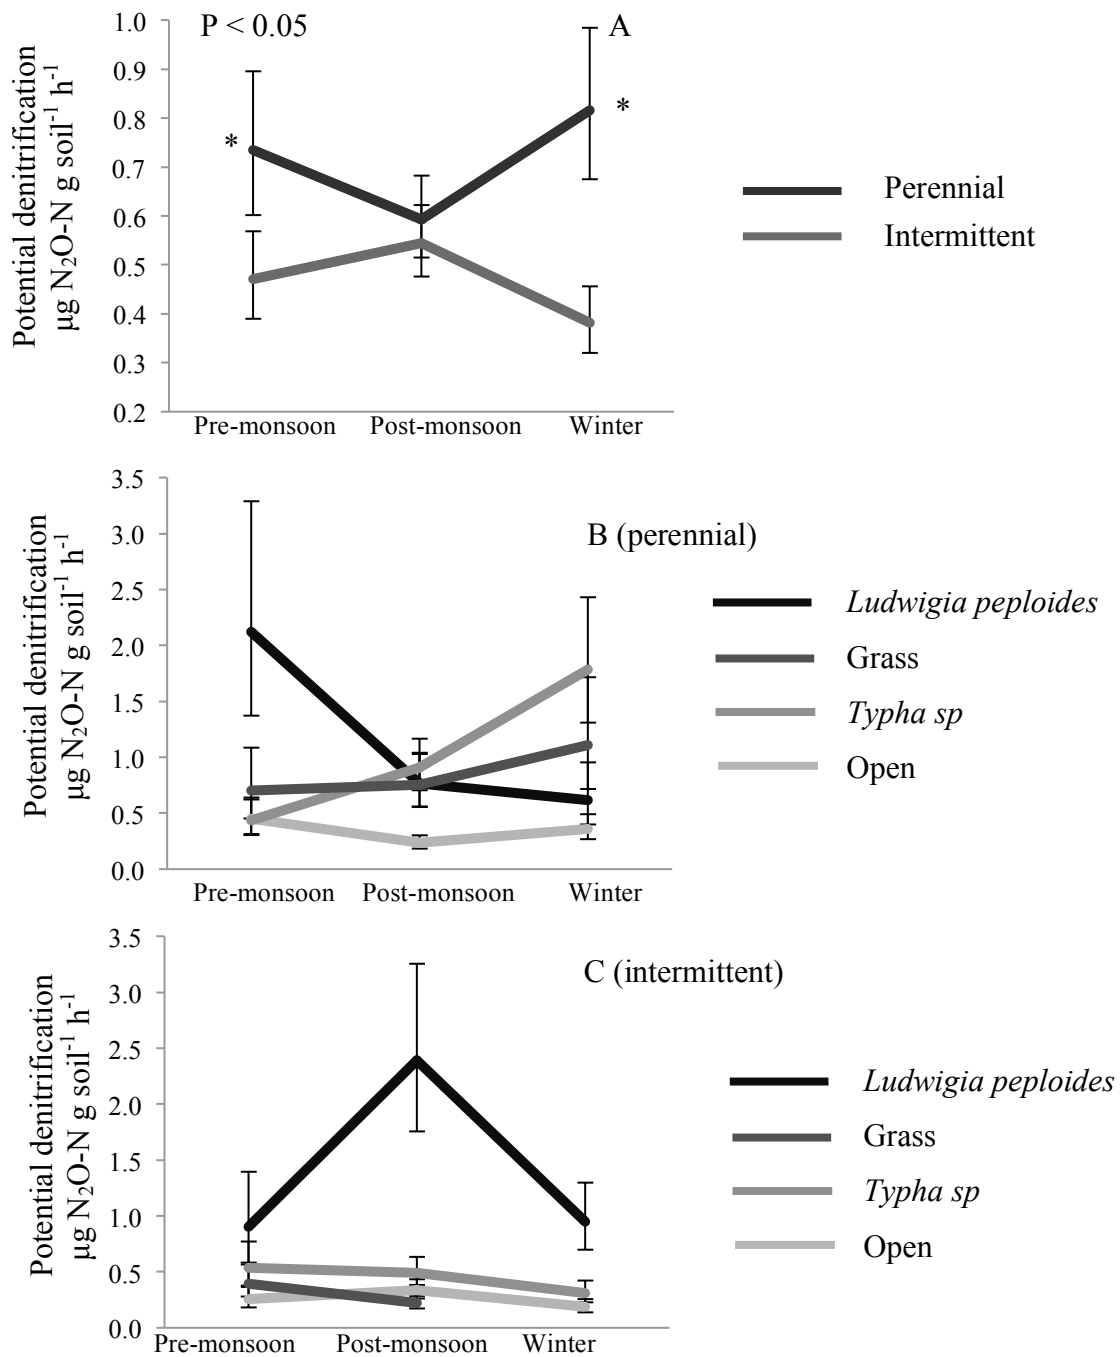 P < 0.05
A
*
*
Potential denitrification
µg N₂O-N g soil⁻¹ h⁻¹
1.0
0.9
0.8
0.7
0.6
0.5
0.4
0.3
0.2
Pre-monsoon Post-monsoon Winter
Perennial
Intermittent
B (perennial)
Potential denitrification
µg N₂O-N g soil⁻¹ h⁻¹
3.5
3.0
2.5
2.0
1.5
1.0
0.5
0.0
Pre-monsoon Post-monsoon Winter
Ludwigia peploides
Grass
Typha sp
Open
C (intermittent)
Potential denitrification
µg N₂O-N g soil⁻¹ h⁻¹
3.5
3.0
2.5
2.0
1.5
1.0
0.5
0.0
Pre-monsoon Post-monsoon Winter
Ludwigia peploides
Grass
Typha sp
Open